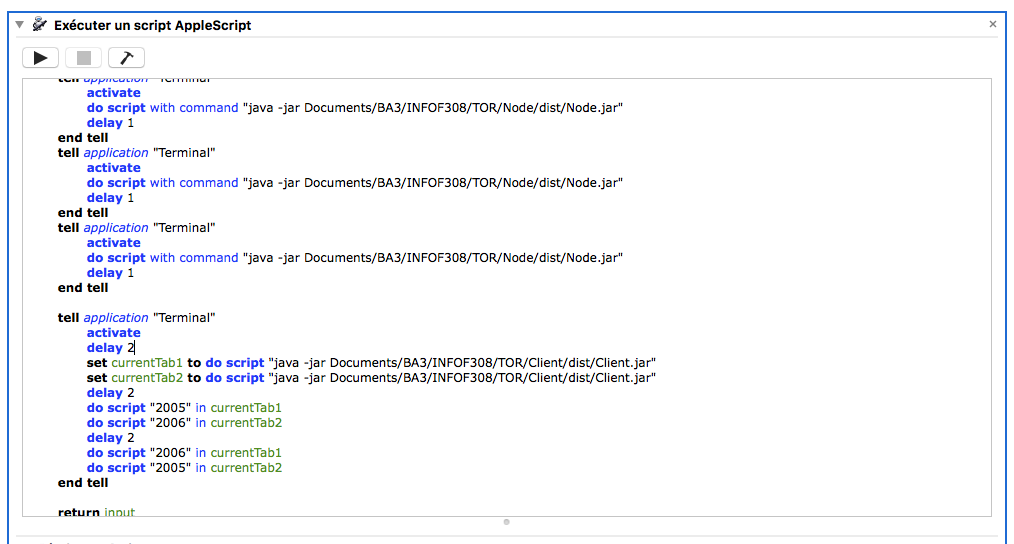 Exécuter un script AppleScript
tell application "Terminal"
activate
do script with command "java -jar Documents/BA3/INFOF308/TOR/Node/dist/Node.jar"
delay 1
end tell
tell application "Terminal"
activate
do script with command "java -jar Documents/BA3/INFOF308/TOR/Node/dist/Node.jar"
delay 1
end tell
tell application "Terminal"
activate
do script with command "java -jar Documents/BA3/INFOF308/TOR/Node/dist/Node.jar"
delay 1
end tell
tell application "Terminal"
activate
delay 2
set currentTab1 to do script "java -jar Documents/BA3/INFOF308/TOR/Client/dist/Client.jar"
set currentTab2 to do script "java -jar Documents/BA3/INFOF308/TOR/Client/dist/Client.jar"
delay 2
do script "2005" in currentTab1
do script "2006" in currentTab2
delay 2
do script "2006" in currentTab1
do script "2005" in currentTab2
end tell
return input